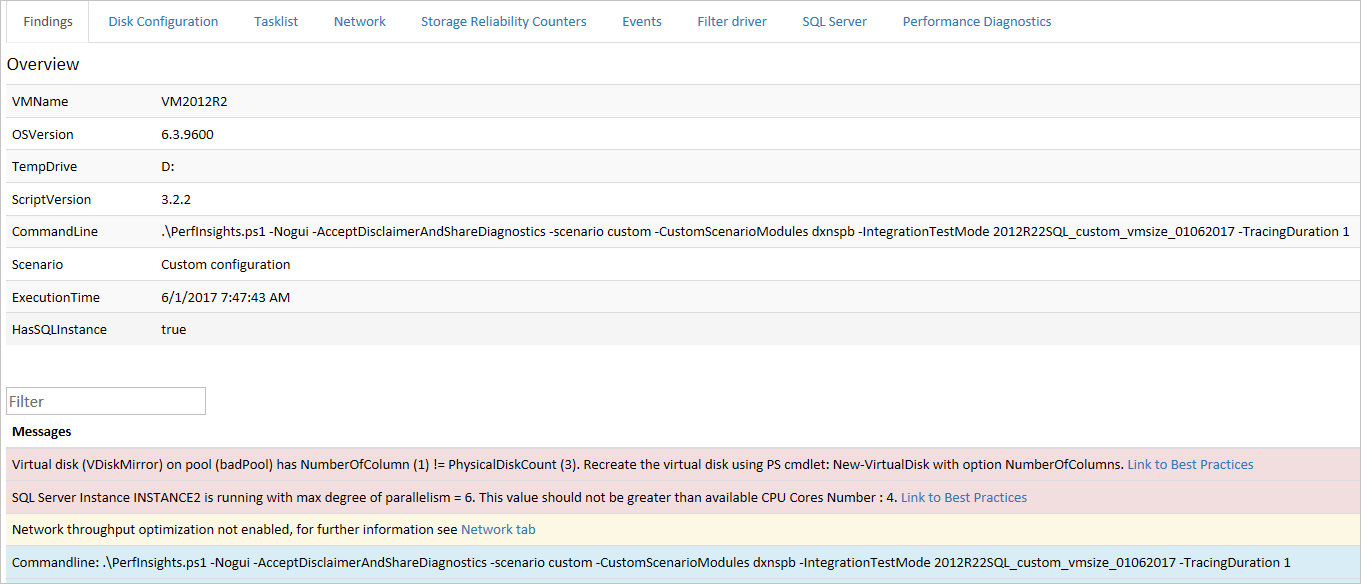 Findings Disk Configuration Tasklist Network Storage Reliability Counters Events Filter driver SQL Server Performance Diagnostics
Overview
VMName VM2012R2
OSVersion 6.3.9600
TempDrive D:
ScriptVersion 3.2.2
CommandLine .\PerfInsights.ps1 -Nogui -AcceptDisclaimerAndShareDiagnostics -scenario custom -CustomScenarioModules dxnspb -IntegrationTestMode 2012R22SQL_custom_vmsize_01062017 -TracingDuration 1
Scenario Custom configuration
ExecutionTime 6/1/2017 7:47:43 AM
HasSQLInstance true
Filter
Messages
Virtual disk (VDiskMirror) on pool (badPool) has NumberOfColumn (1) != PhysicalDiskCount (3). Recreate the virtual disk using PS cmdlet: New-VirtualDisk with option NumberOfColumns. Link to Best Practices
SQL Server Instance INSTANCE2 is running with max degree of parallelism = 6. This value should not be greater than available CPU Cores Number : 4. Link to Best Practices
Network throughput optimization not enabled, for further information see Network tab
Commandline: .\PerfInsights.ps1 -Nogui -AcceptDisclaimerAndShareDiagnostics -scenario custom -CustomScenarioModules dxnspb -IntegrationTestMode 2012R22SQL_custom_vmsize_01062017 -TracingDuration 1